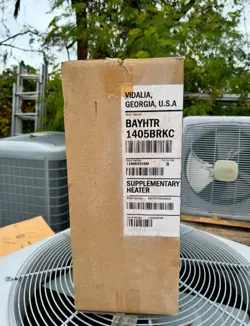 VIDALIA,
GEORGIA, U.S.A
BAYHTR
1405BRKC
SUPPLEMENTARY
HEATER